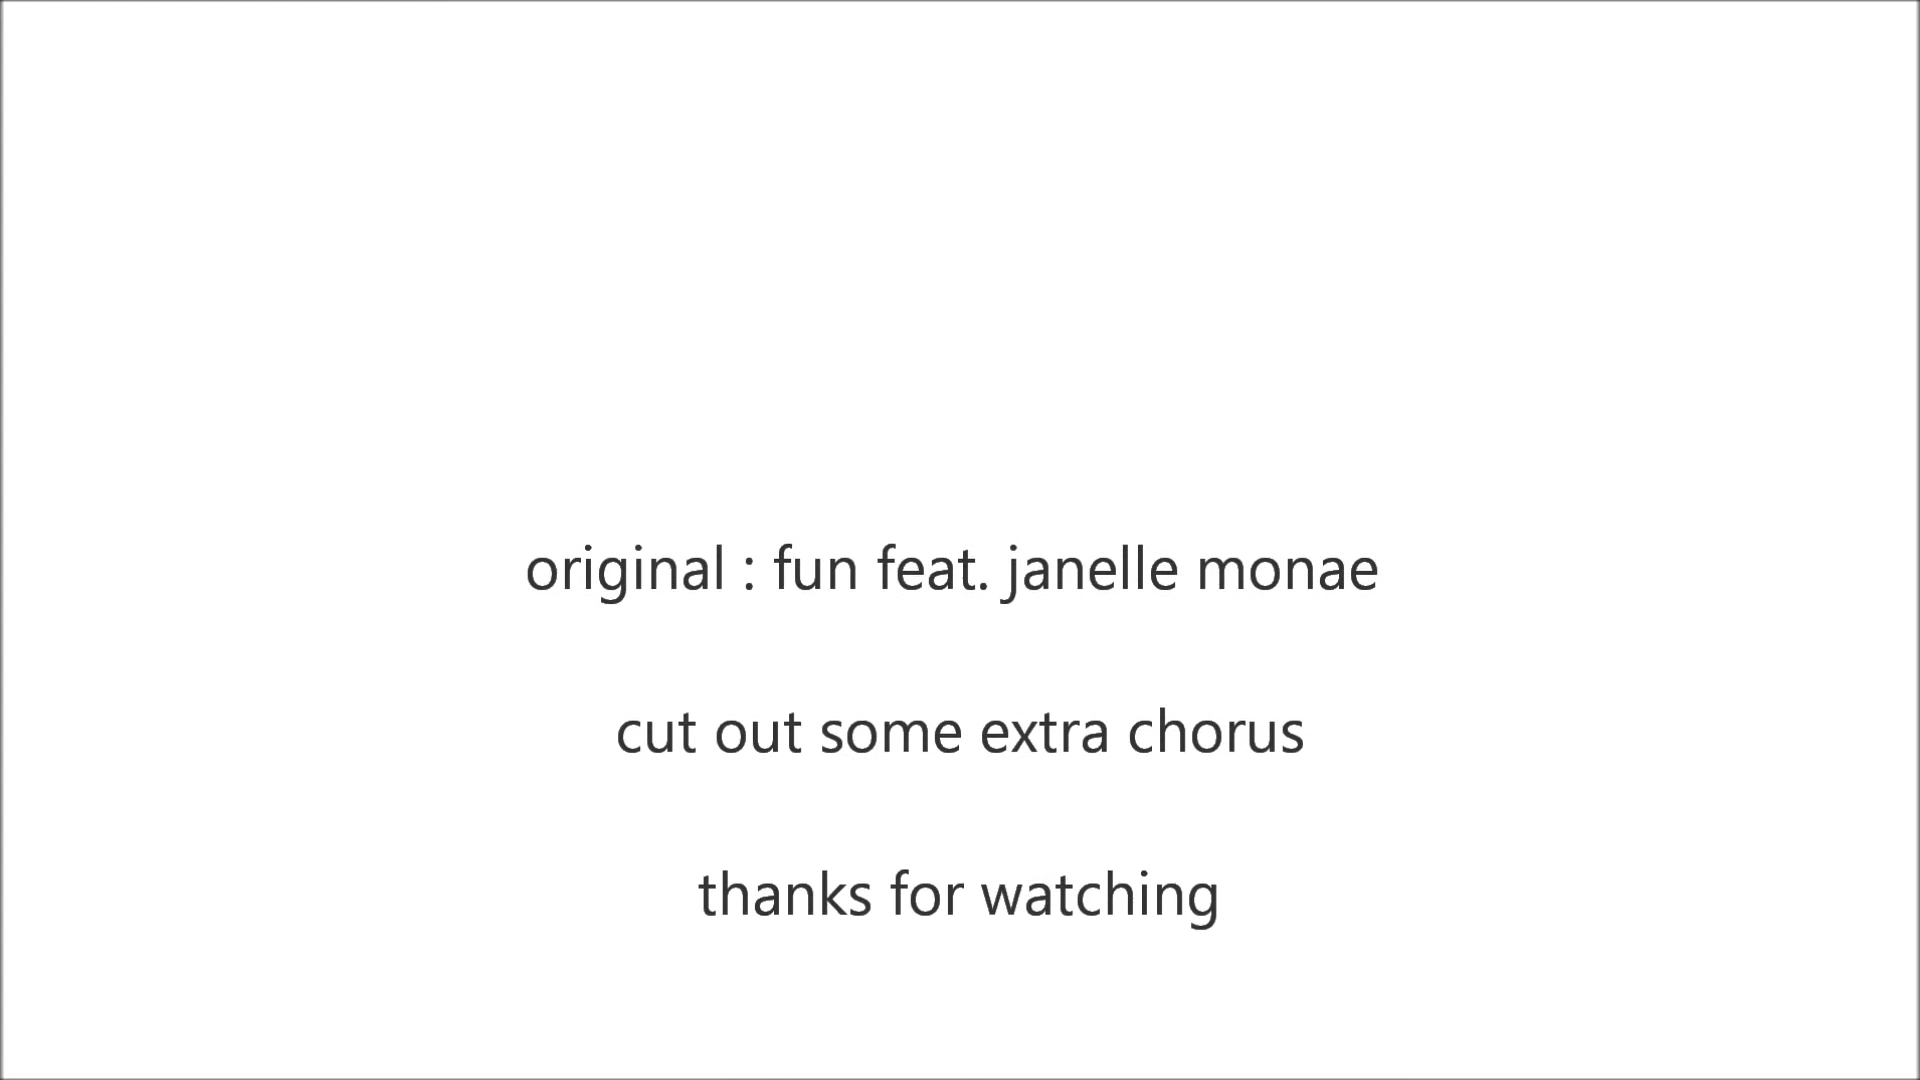 original : fun feat. janelle monae
cut out some extra chorus
thanks for watching